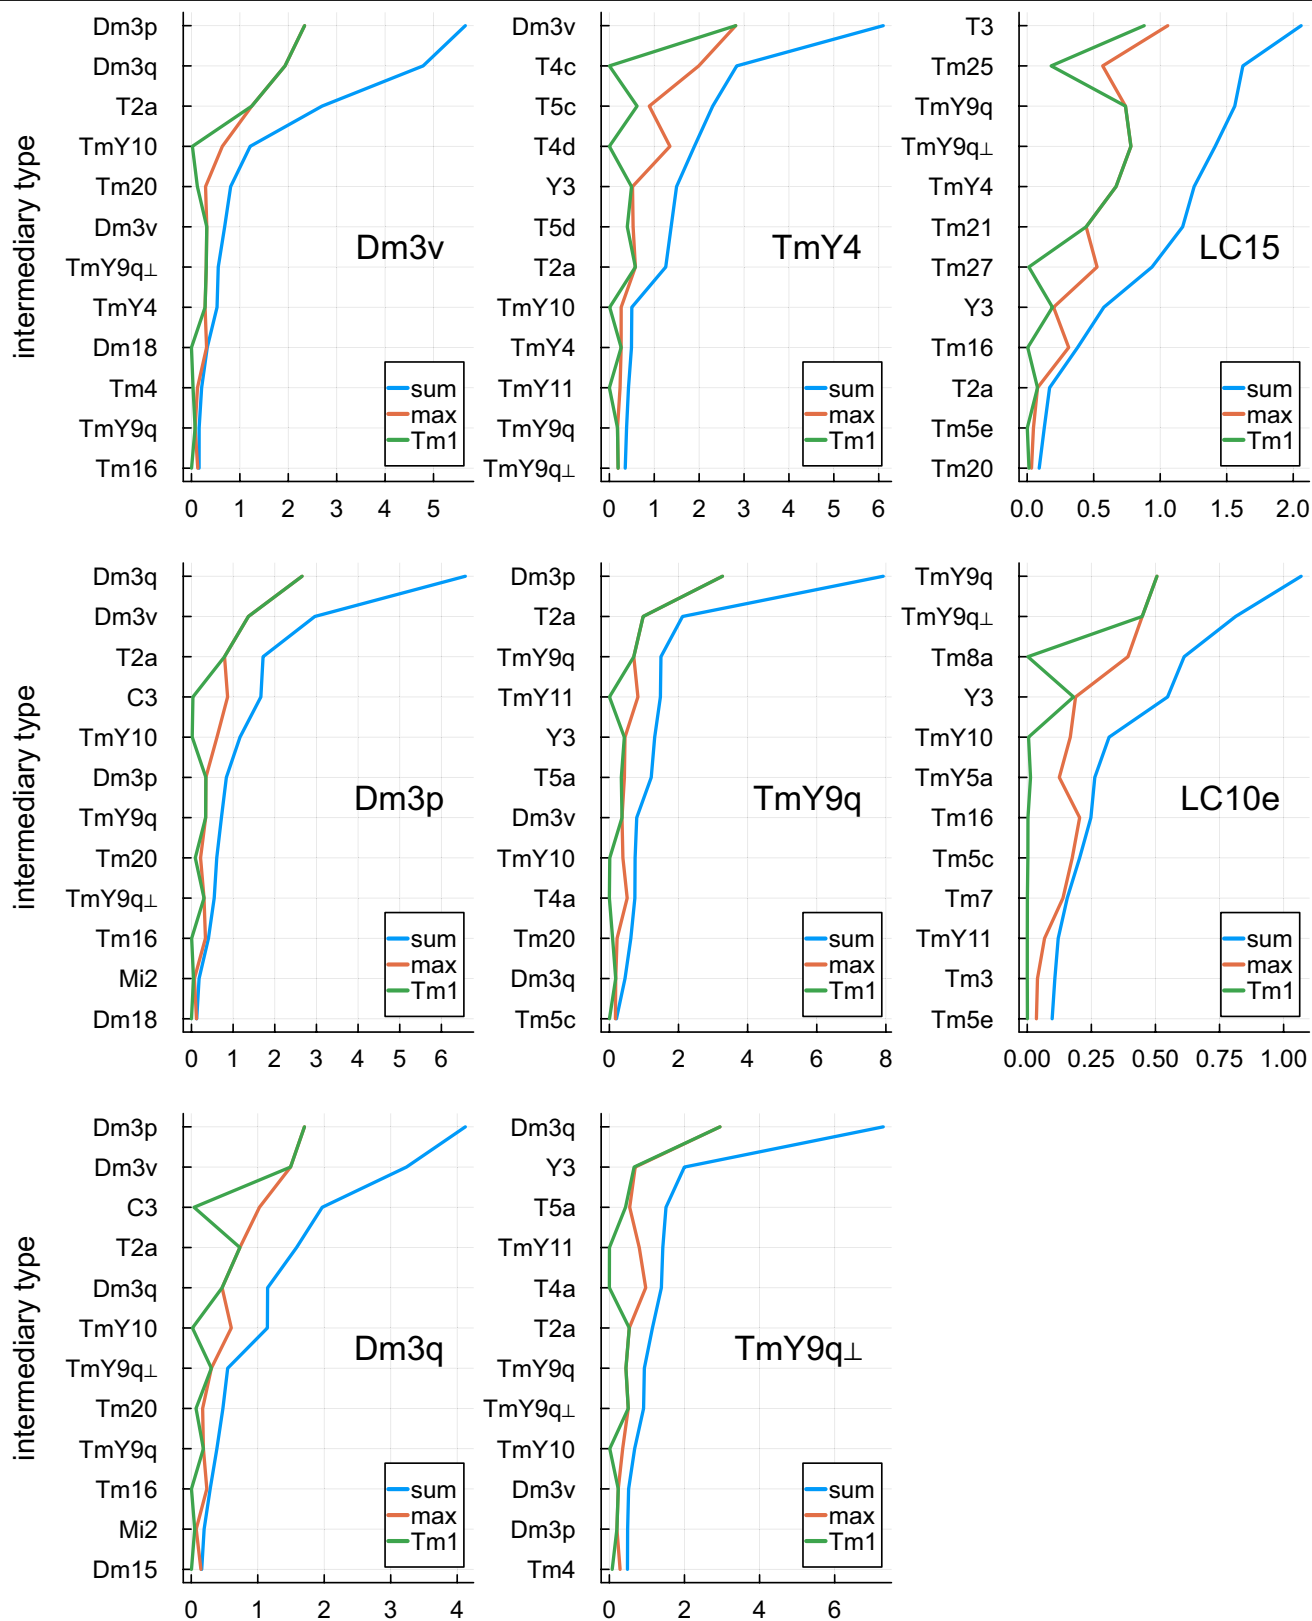 intermediary type
Dm3p
Dm3q
T2a
TmY10
Tm20
Dm3v
TmY9q⊥
TmY4
Dm18
Tm4
TmY9q
Tm16
Dm3v
sum
max
Tm1
0 1 2 3 4 5
Dm3v
T4c
T5c
T4d
Y3
T5d
T2a
TmY10
TmY4
TmY11
TmY9q
TmY9q⊥
TmY4
sum
max
Tm1
0 1 2 3 4 5 6
T3
Tm25
TmY9q
TmY9q⊥
TmY4
Tm21
Tm27
Y3
Tm16
T2a
Tm5e
Tm20
LC15
sum
max
Tm1
0.0 0.5 1.0 1.5 2.0
intermediary type
Dm3q
Dm3v
T2a
C3
TmY10
Dm3p
TmY9q
Tm20
TmY9q⊥
Tm16
Mi2
Dm18
Dm3p
sum
max
Tm1
0 1 2 3 4 5 6
Dm3p
T2a
TmY9q
TmY11
Y3
T5a
Dm3v
TmY10
T4a
Tm20
Dm3q
Tm5c
TmY9q
sum
max
Tm1
0 2 4 6 8
TmY9q
TmY9q⊥
Tm8a
Y3
TmY10
TmY5a
Tm16
Tm5c
Tm7
TmY11
Tm3
Tm5e
LC10e
sum
max
Tm1
0.00 0.25 0.50 0.75 1.00
intermediary type
Dm3p
Dm3v
C3
T2a
Dm3q
TmY10
TmY9q⊥
Tm20
TmY9q
Tm16
Mi2
Dm15
Dm3q
sum
max
Tm1
0 1 2 3 4
Dm3q
Y3
T5a
TmY11
T4a
T2a
TmY9q
TmY9q⊥
TmY10
Dm3v
Dm3p
Tm4
TmY9q⊥
sum
max
Tm1
0 2 4 6